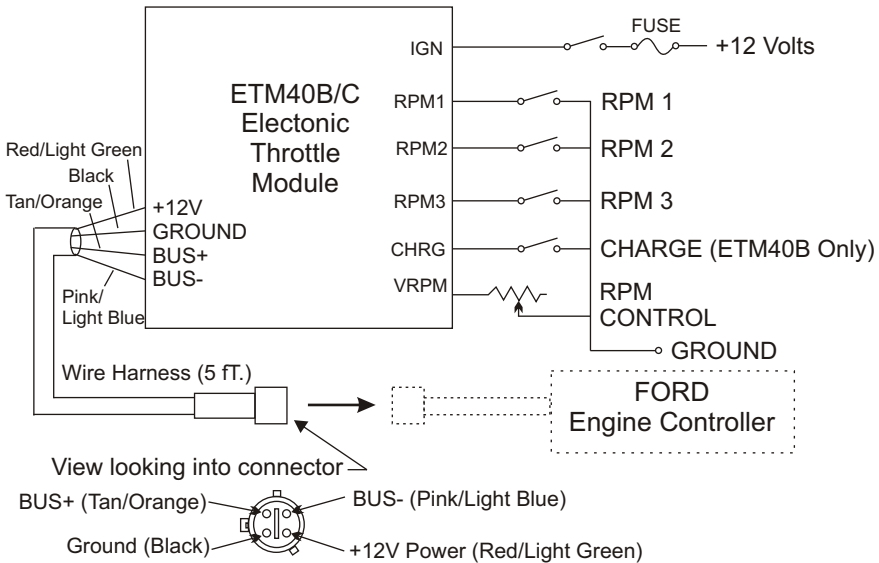 FUSE
IGN
+12 Volts
ETM40B/C
Electonic
Throttle
Module
RPM1
RPM 1
RPM2
RPM 2
RPM3
RPM 3
CHRG
CHARGE (ETM40B Only)
VRPM
RPM
CONTROL
GROUND
Red/Light Green
Black
Tan/Orange
+12V
GROUND
BUS+
BUS-
Pink/
Light Blue
Wire Harness (5 fT.)
FORD
Engine Controller
View looking into connector
BUS+ (Tan/Orange)
BUS- (Pink/Light Blue)
Ground (Black)
+12V Power (Red/Light Green)